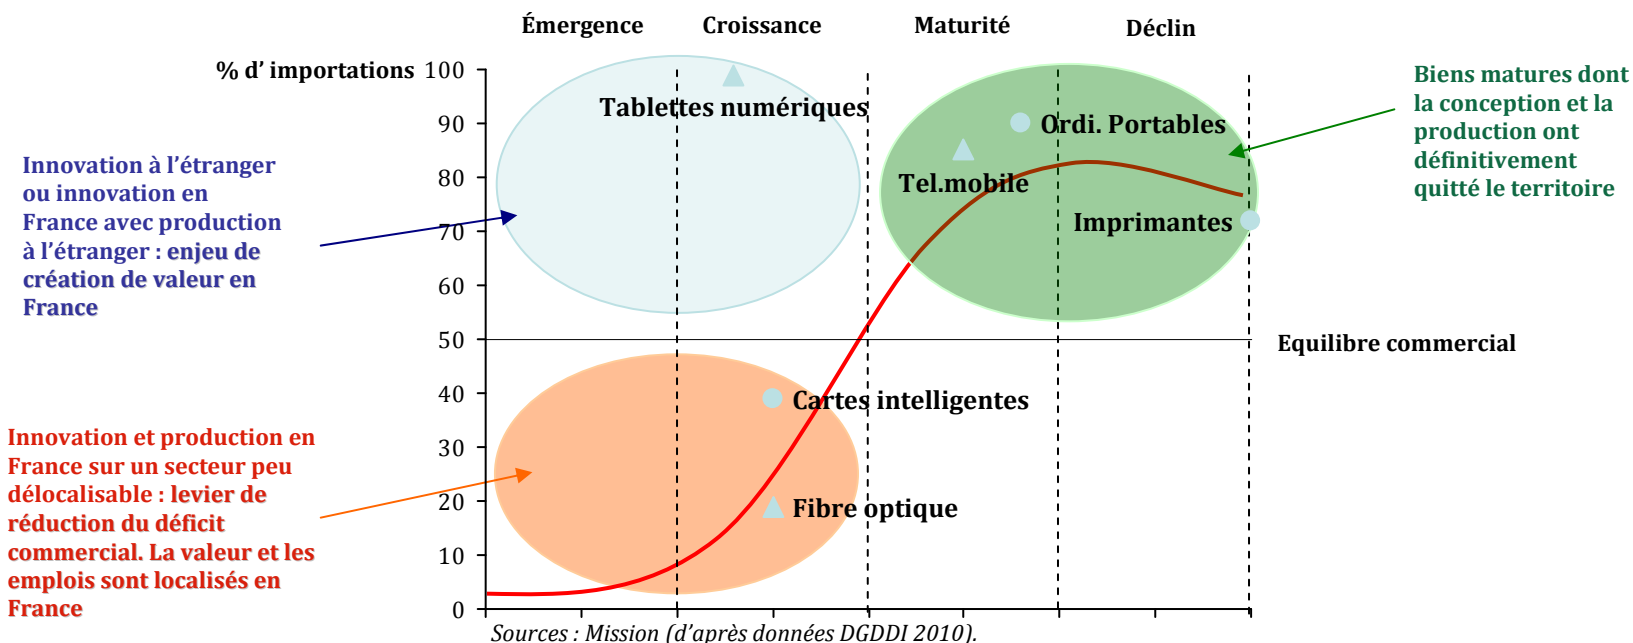 Émergence Croissance Maturité Déclin
% d' importations 100
90
80
70
60
50
40
30
20
10
0
Tablettes numériques
Ordi. Portables
Tel.mobile
Imprimantes
Cartes intelligentes
Fibre optique
Equilibre commercial
Innovation à l'étranger
ou innovation en
France avec production
à l'étranger : enjeu de
création de valeur en
France
Innovation et production en
France sur un secteur peu
délocalisable : levier de
réduction du déficit
commercial. La valeur et les
emplois sont localisés en
France
Biens matures dont
la conception et la
production ont
définitivement
quitté le territoire
Sources : Mission (d'après données DGDDI 2010).